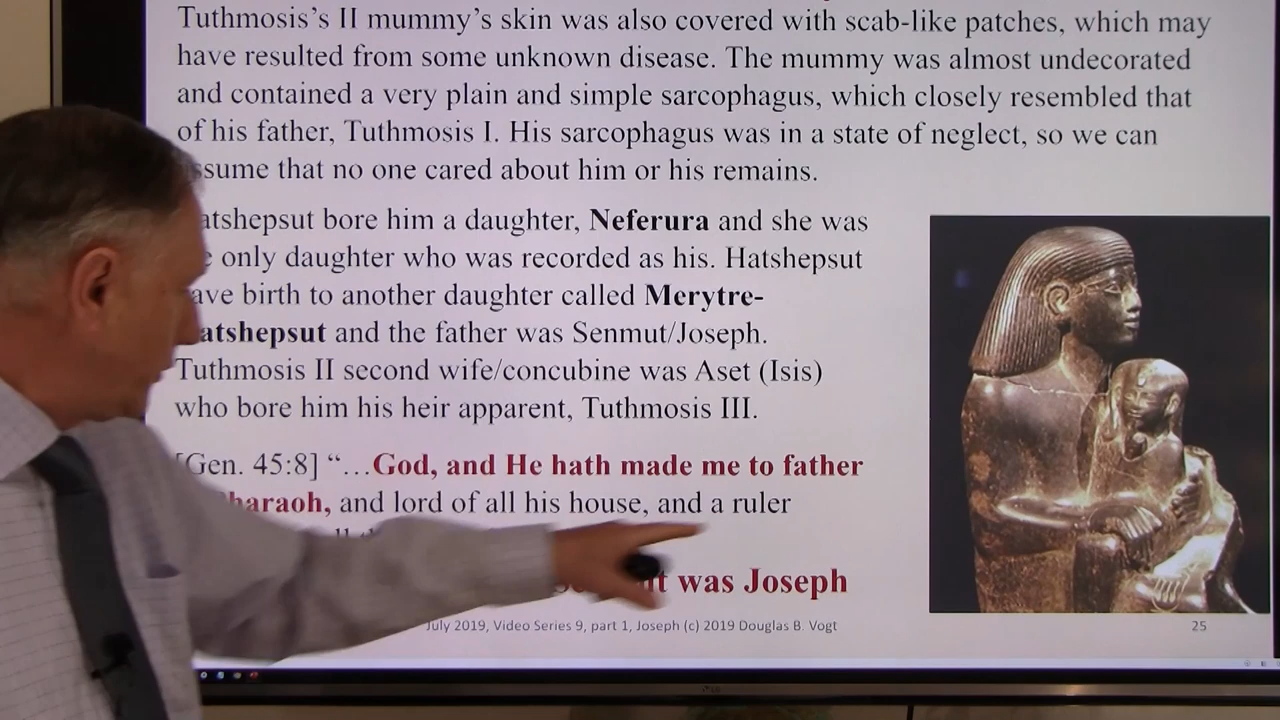 Tuthmosis's II mummy's skin was also covered with scab-like patches, which may
have resulted from some unknown disease. The mummy was almost undecorated
and contained a very plain and simple sarcophagus, which closely resembled that
of his father, Tuthmosis I. His sarcophagus was in a state of neglect, so we can
ssume that no one cared about him or his remains.
atshepsut bore him a daughter, Neferura and she was
only daughter who was recorded as his. Hatshepsut
ave birth to another daughter called Merytre-
atshepsut and the father was Senmut/Joseph.
Tuthmosis II second wife/concubine was Aset (Isis)
who bore him his heir apparent, Tuthmosis III.
[Gen. 45:8] “…God, and He hath made me to father
haraoh, and lord of all his house, and a ruler
was Joseph
July 2019, Video Series 9, part 1, Joseph (c) 2019 Douglas B. Vogt
25